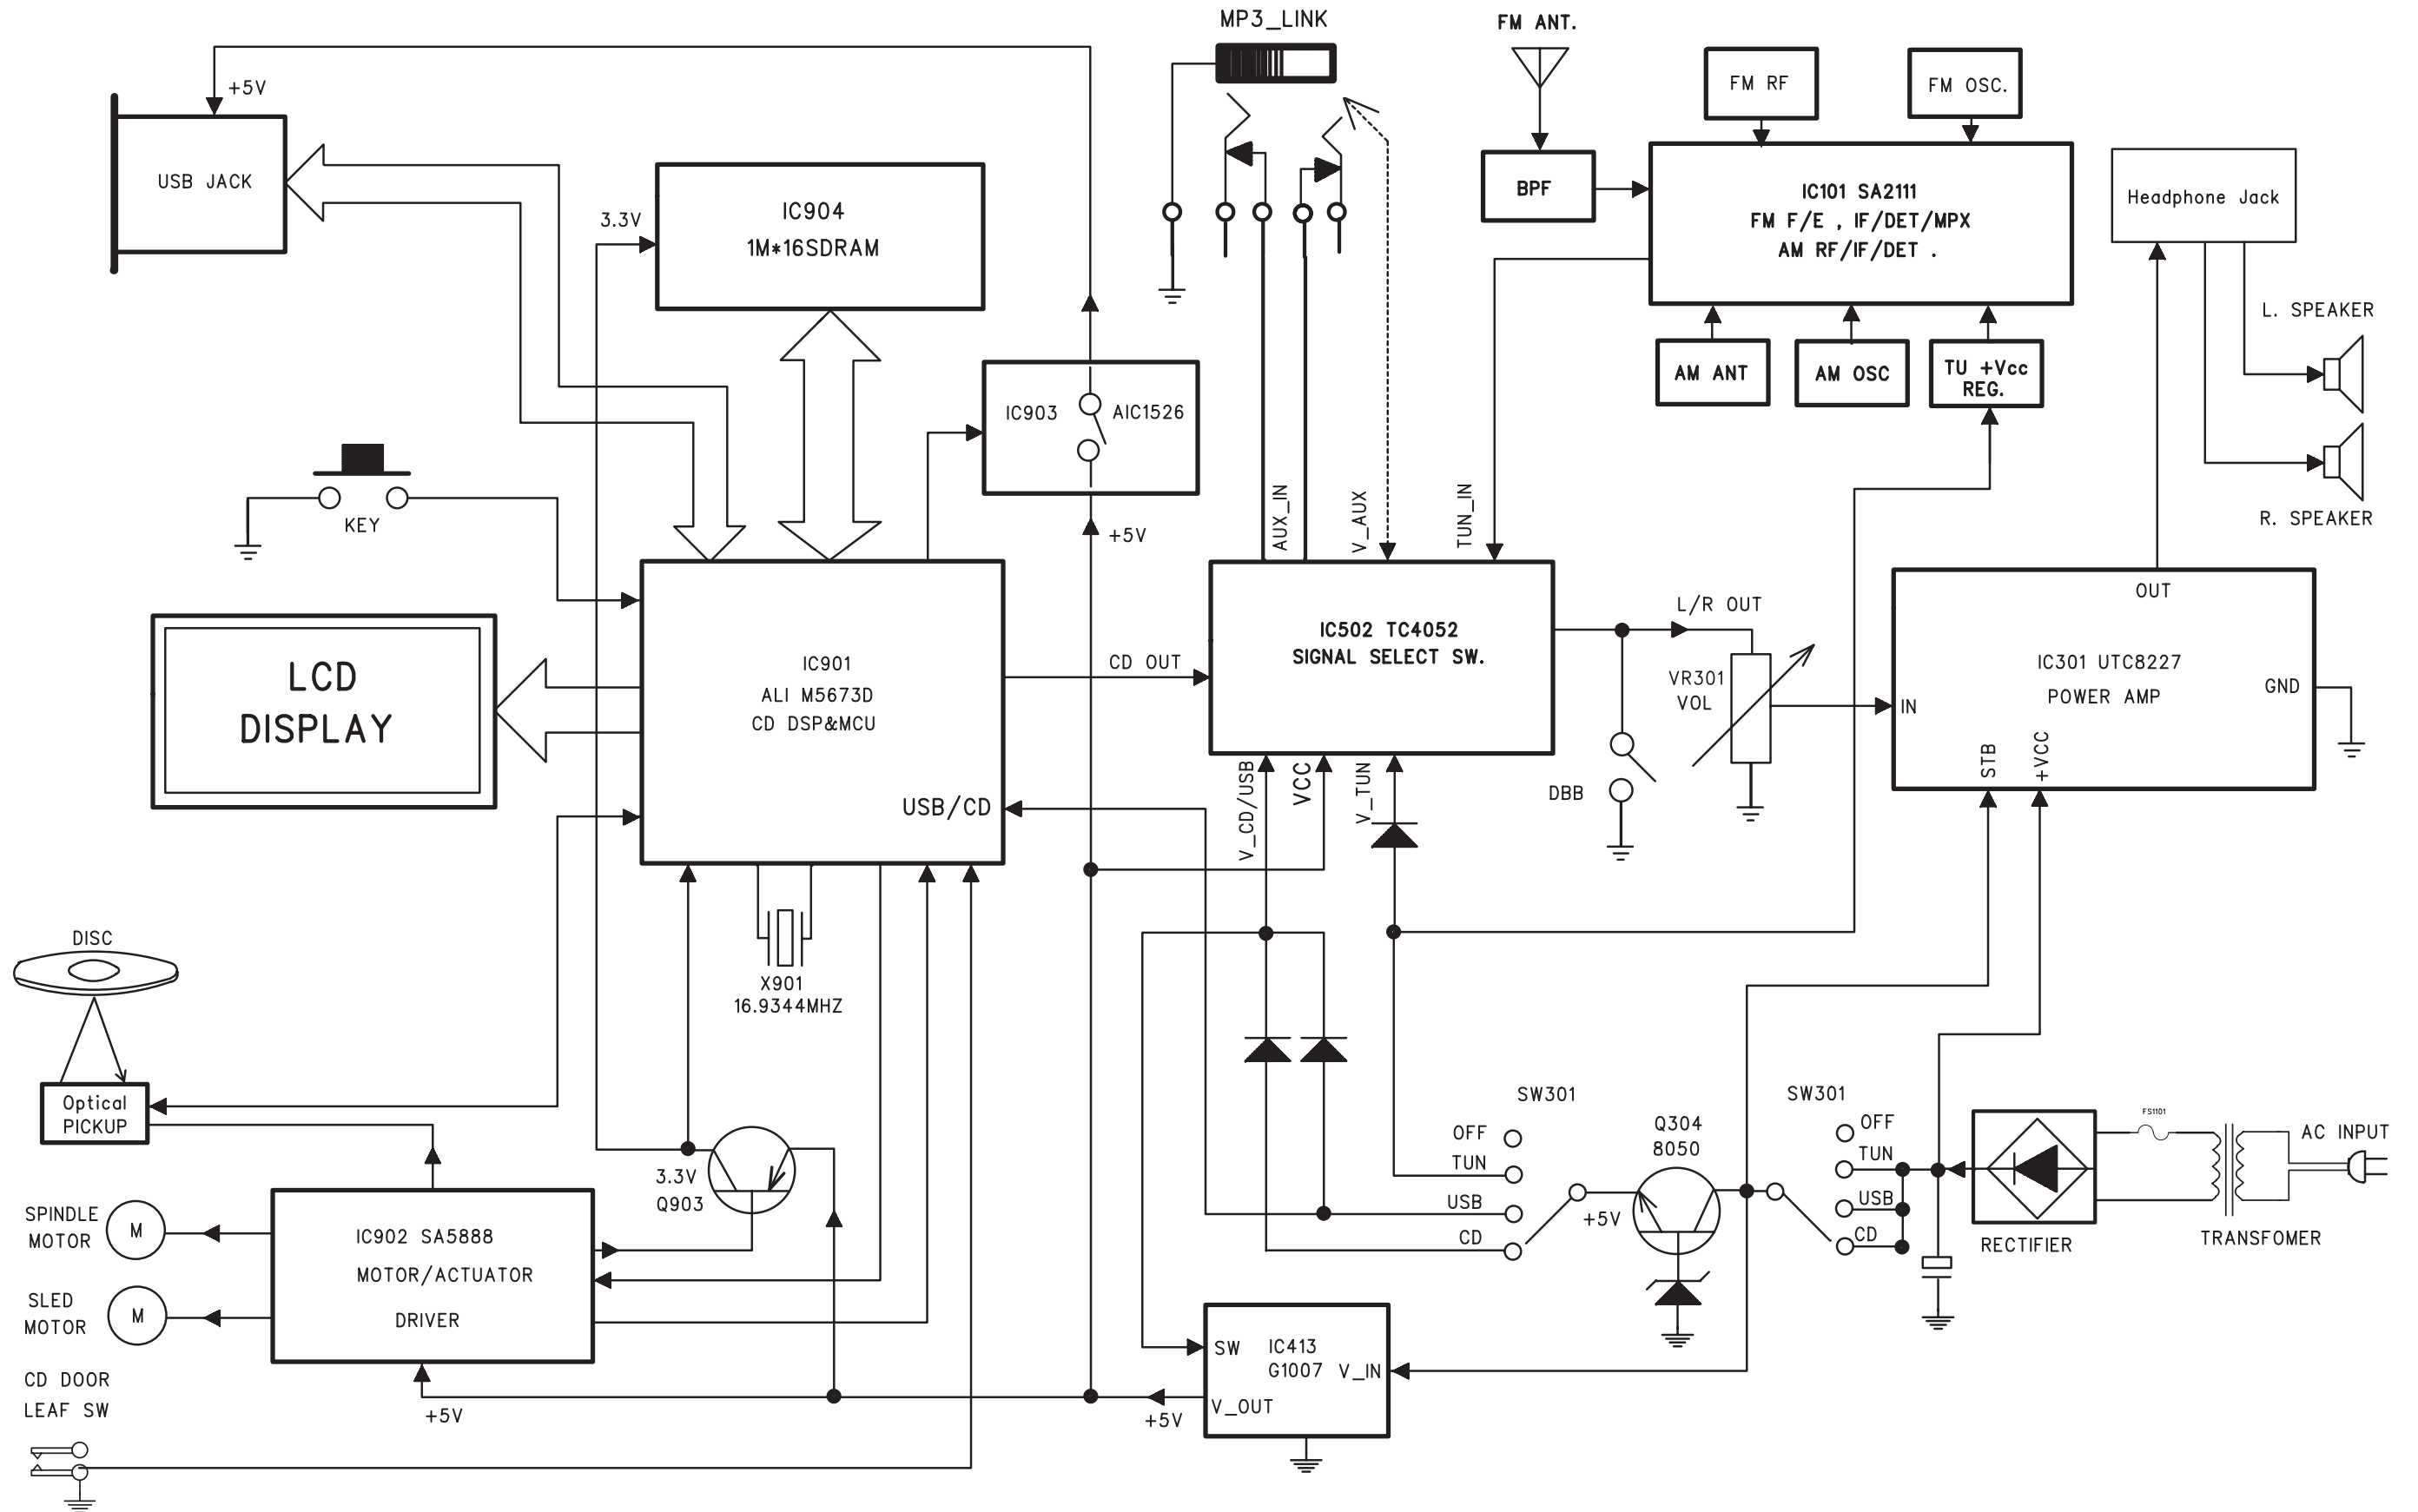 MP3_LINK
FM ANT.
+5V
USB JACK
FM RF
FM OSC.
BPF
IC101 SA2111
FM F/E , IF/DET/MPX
AM RF/IF/DET .
Headphone Jack
3.3V
IC904
1M*16SDRAM
L. SPEAKER
AM ANT
AM OSC
TU +Vcc
REG.
IC903
AIC1526
KEY
+5V
AUX_IN
V_AUX
TUN_IN
R. SPEAKER
LCD
DISPLAY
IC901
ALI M5673D
CD DSP&MCU
USB/CD
CD OUT
IC502 TC4052
SIGNAL SELECT SW.
L/R OUT
VR301
VOL
DBB
OUT
IC301 UTC8227
POWER AMP
GND
IN
STB
+VCC
V_CD/USB
VCC
V_TUN
DISC
X901
16.9344MHZ
Optical
PICKUP
3.3V
Q903
SPINDLE
MOTOR
M
SLED
MOTOR
M
IC902 SA5888
MOTOR/ACTUATOR
DRIVER
CD DOOR
LEAF SW
+5V
+5V
SW
IC413
G1007
V_IN
V_OUT
SW301
OFF
TUN
USB
CD
+5V
Q304
8050
SW301
OFF
TUN
USB
CD
RECTIFIER
FS1101
AC INPUT
TRANSFOMER